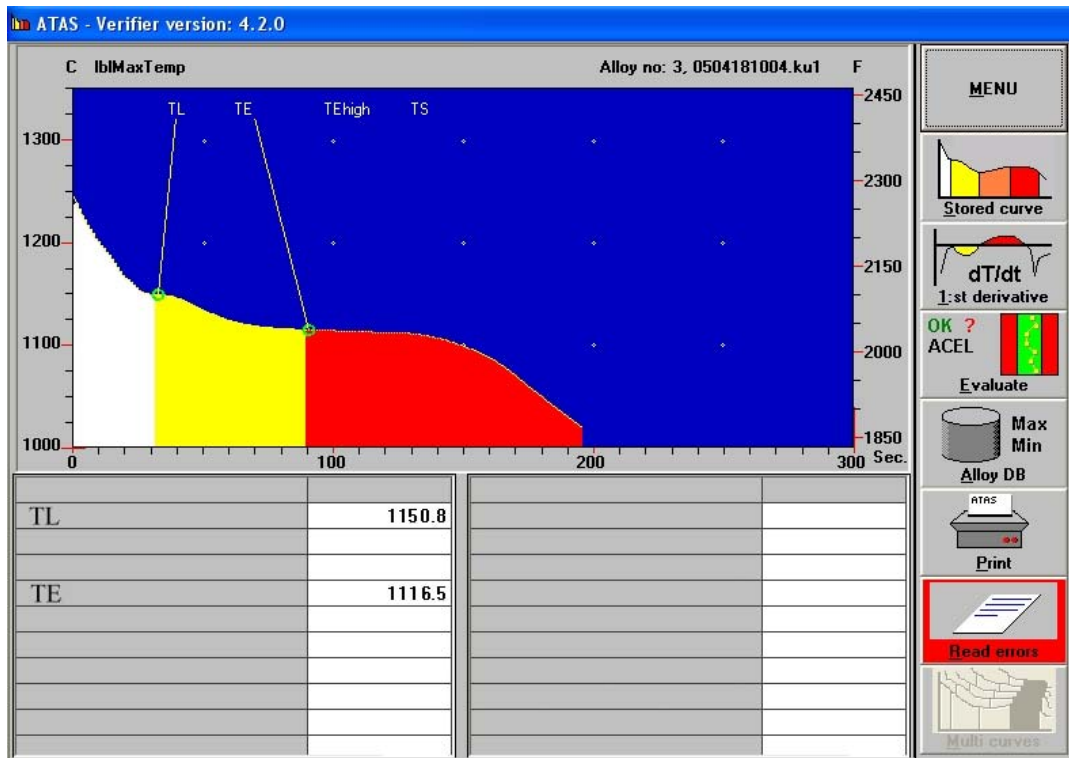 ATAS - Verifier version: 4.2.0
C lblMaxTemp Alloy no: 3, 0504181004.ku1 F
TL TE TEhigh TS
2450
1300
2300
1200
2150
1100
2000
1000
1850
0 100 200 300 Sec.
TL 1150.8
TE 1116.5
MENU
Stored curve
dT/dt
1:st derivative
OK ?
ACEL
Evaluate
Max
Min
Alloy DB
ATAS
Print
Read errors
Multi curves